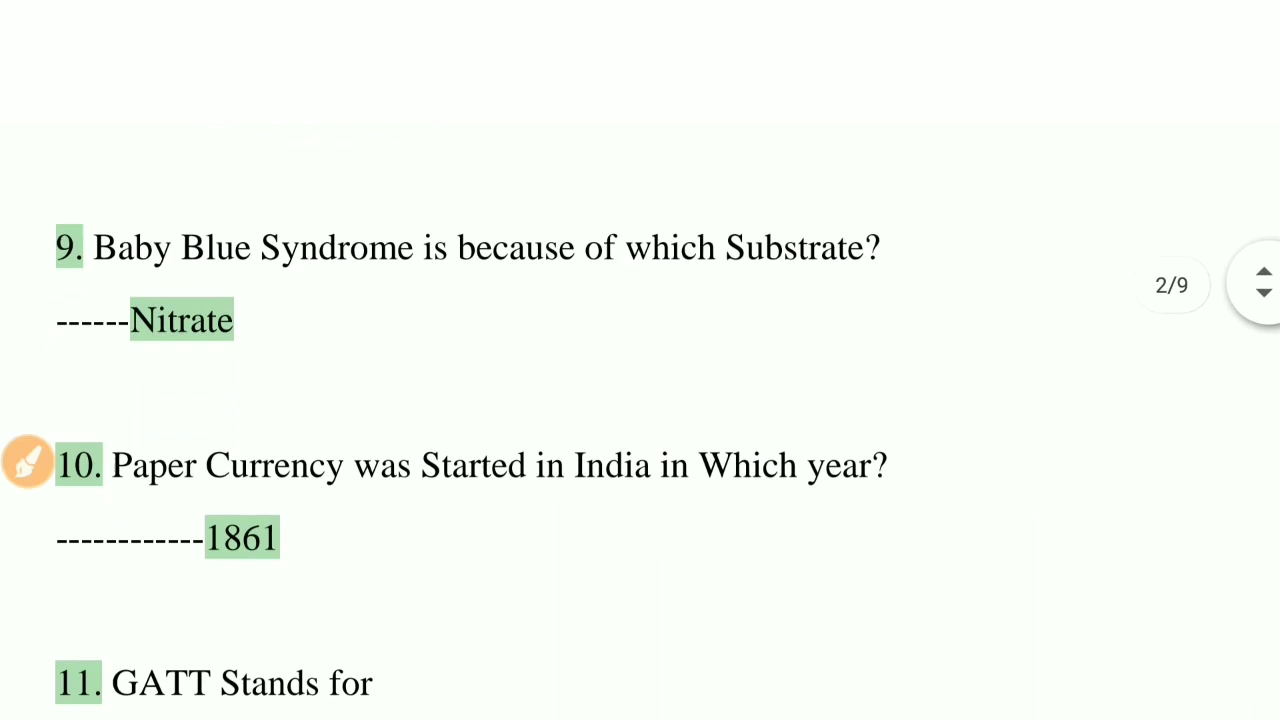 9. Baby Blue Syndrome is because of which Substrate?
2/9
------Nitrate
10. Paper Currency was Started in India in Which year?
------------1861
11. GATT Stands for